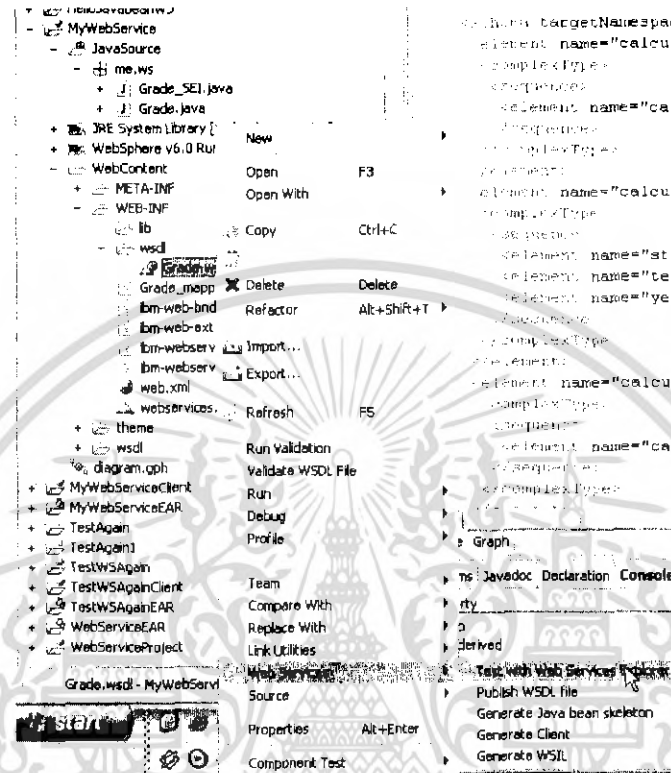 MyWebService
JavaSource
me.ws
Grade_SEI.java
Grade.java
JRE System Library [
WebSphere v6.0 Rur
WebContent
META-INF
WEB-INF
lib
wsdl
Grade_mapp
ibm-web-bnd
ibm-web-ext
ibm-webserv
ibm-webserv
web.xml
webservices.
theme
wsdl
diagram.gph
MyWebServiceClient
MyWebServiceEAR
TestAgain
TestAgain1
TestWSAgain
TestWSAgainClient
TestWSAgainEAR
WebServiceEAR
WebServiceProject
Grade.wsdl - MyWebServi
start
New
Open F3
Open With
Copy Ctrl+C
Delete Delete
Refactor Alt+Shift+T
Import...
Export...
Refresh F5
Run Validation
Validate WSDL File
Run
Debug
Profile
Team
Compare With
Replace With
Link Utilities
Web Services
Source
Properties Alt+Enter
Component Test
targetNamespa
element name="calcu
complexType>
<element name="ca
element name="calcu
complexType
<element name="st
<element name="te
<element name="ye
complexType
element name="calcu
complexType>
<element name="ca
Graph
ns Javadoc Declaration Console
rty
derived
Test with Web Services Explorer
Publish WSDL file
Generate Java bean skeleton
Generate Client
Generate WSIL